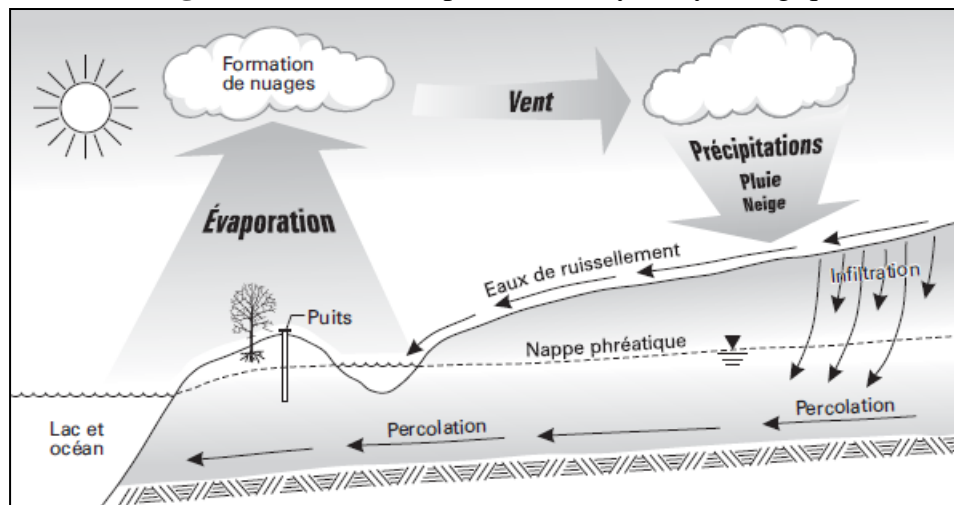 Formation
de nuages
Vent
Précipitations
Pluie
Neige
Évaporation
Eaux de ruissellement
Infiltration
Puits
Nappe phréatique
Percolation
Percolation
Lac et
océan